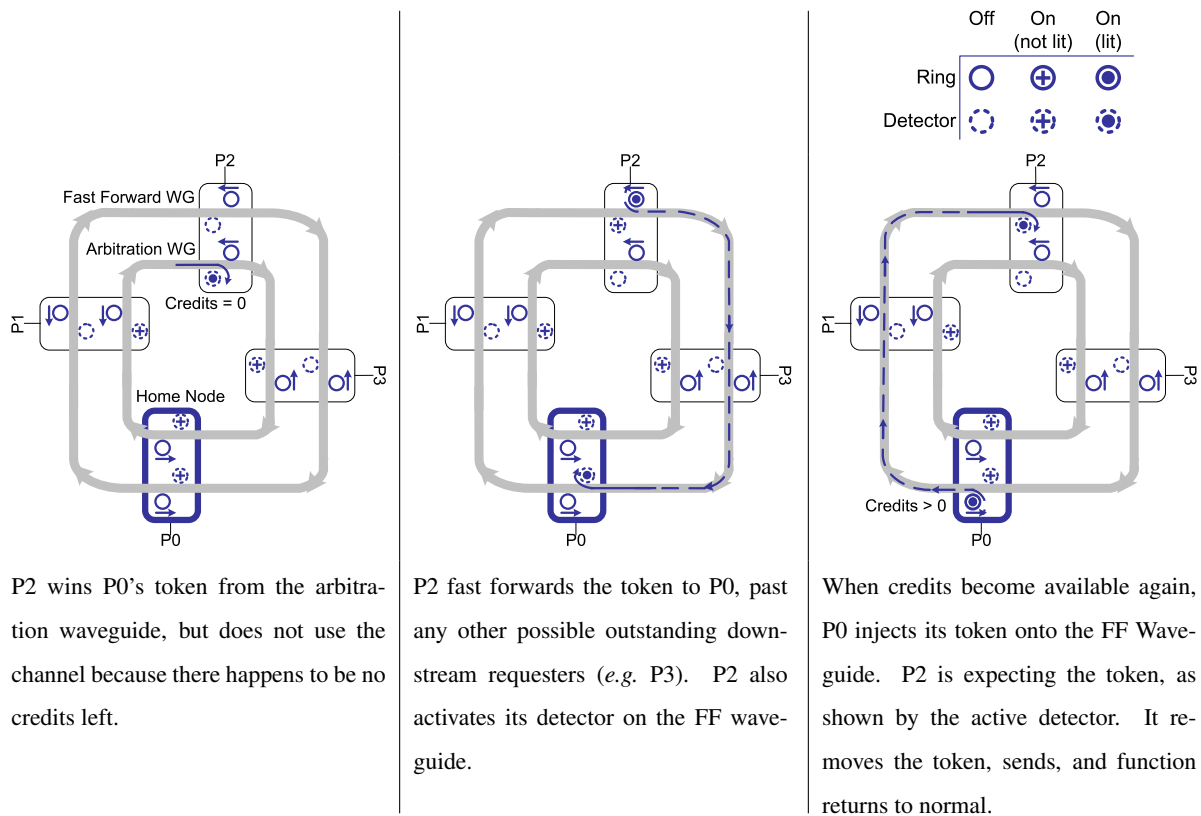 Off
On
(not lit)
On
(lit)
Ring
Detector
P2
Fast Forward WG
Arbitration WG
Credits = 0
P1
P3
Home Node
P0
P2 wins P0's token from the arbitra-
tion waveguide, but does not use the
channel because there happens to be no
credits left.
P2
P1
P3
P0
P2 fast forwards the token to P0, past
any other possible outstanding down-
stream requesters (e.g. P3). P2 also
activates its detector on the FF wave-
guide.
P2
P1
P3
Credits > 0
P0
When credits become available again,
P0 injects its token onto the FF Wave-
guide. P2 is expecting the token, as
shown by the active detector. It re-
moves the token, sends, and function
returns to normal.